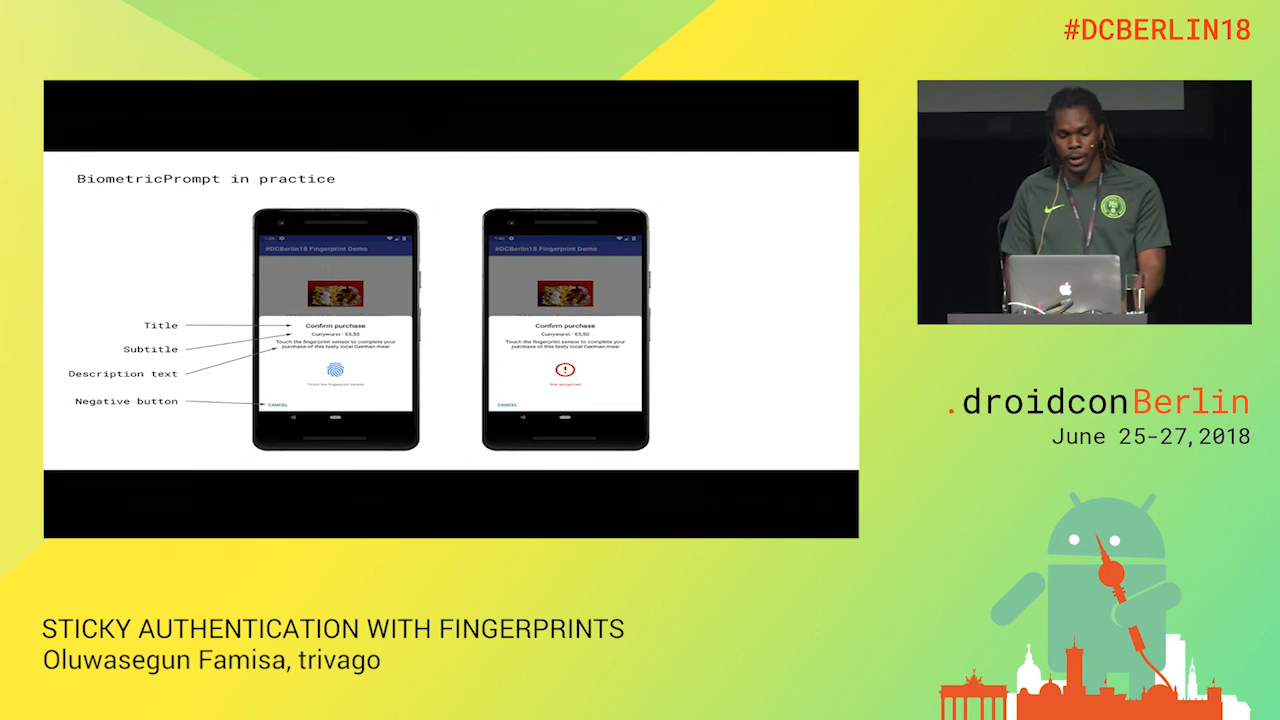 #DCBERLIN18
BiometricPrompt in practice
#DCBerlin18 Fingerprint Demo
#DCBerlin18 Fingerprint Demo
Title
Subtitle
Description text
Negative button
Confirm purchase
Currywurst - €5,50
Touch the fingerprint sensor to complete your
purchase of this tasty local German meal
Touch the fingerprint sensor
CANCEL
Confirm purchase
Currywurst - €5,50
Touch the fingerprint sensor to complete your
purchase of this tasty local German meal
Not recognized
CANCEL
.droidconBerlin
June 25-27, 2018
STICKY AUTHENTICATION WITH FINGERPRINTS
Oluwasegun Famisa, trivago